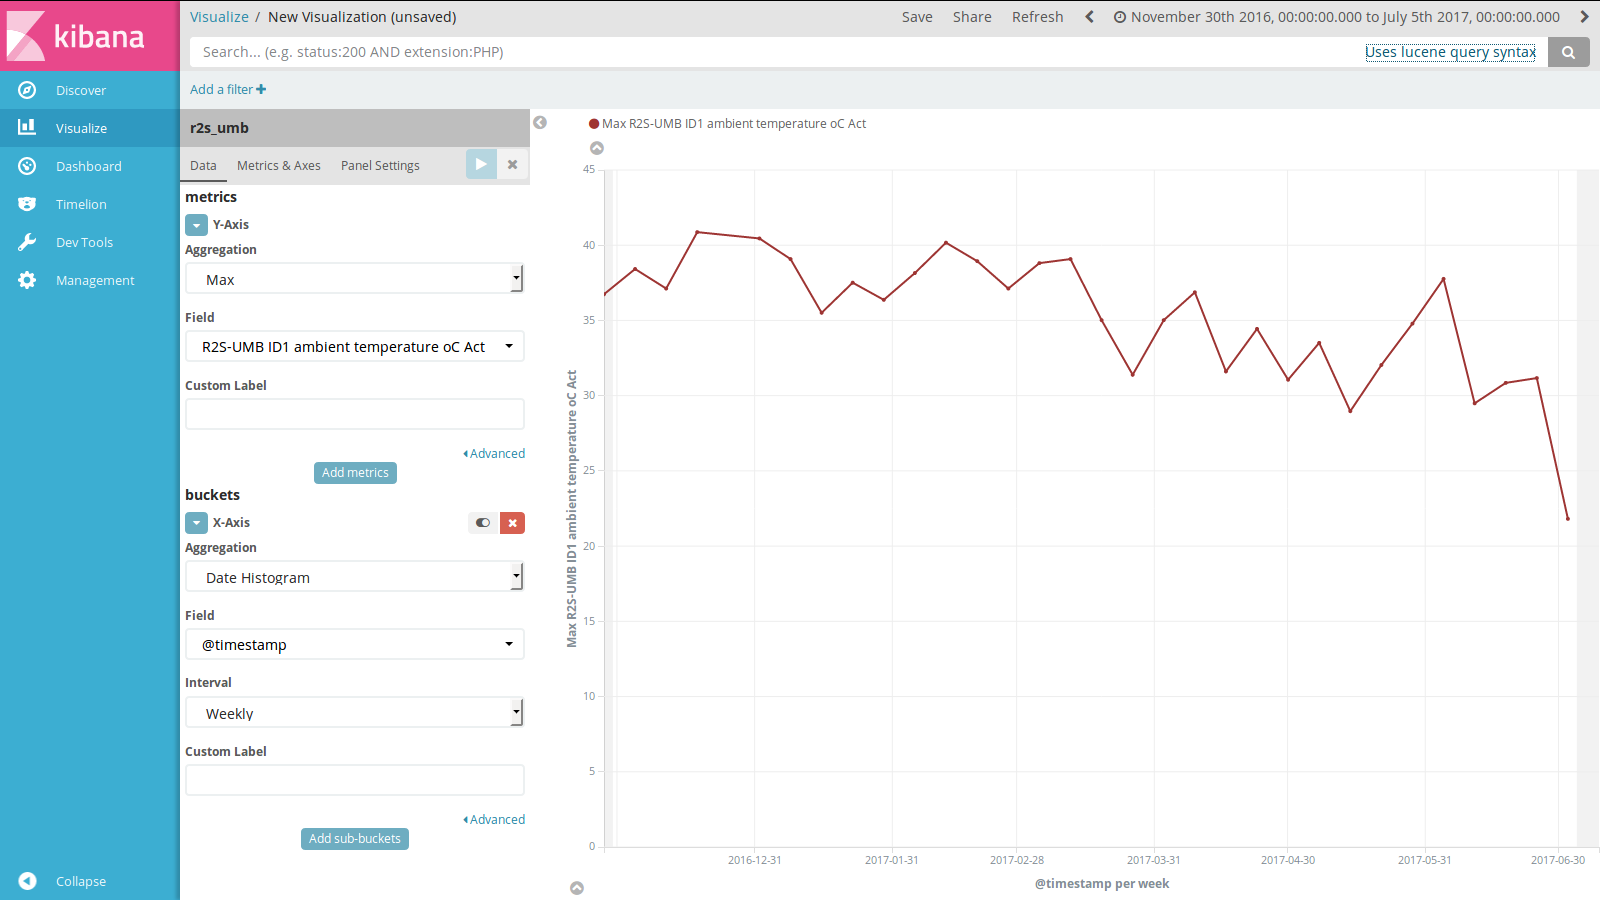 kibana
Discover
Visualize
Dashboard
Timelion
Dev Tools
Management
Collapse
Visualize / New Visualization (unsaved)
Save Share Refresh November 30th 2016, 00:00:00.000 to July 5th 2017, 00:00:00.000
Search... (e.g. status:200 AND extension:PHP) Uses lucene query syntax
Add a filter
r2s_umb
Data Metrics & Axes Panel Settings
metrics
Y-Axis
Aggregation
Max
Field
R2S-UMB ID1 ambient temperature oC Act
Custom Label
Advanced
Add metrics
buckets
X-Axis
Aggregation
Date Histogram
Field
@timestamp
Interval
Weekly
Custom Label
Advanced
Add sub-buckets
Max R2S-UMB ID1 ambient temperature oC Act
Max R2S-UMB ID1 ambient temperature oC Act
45
40
35
30
25
20
15
10
5
0
2016-12-31 2017-01-31 2017-02-28 2017-03-31 2017-04-30 2017-05-31 2017-06-30
@timestamp per week